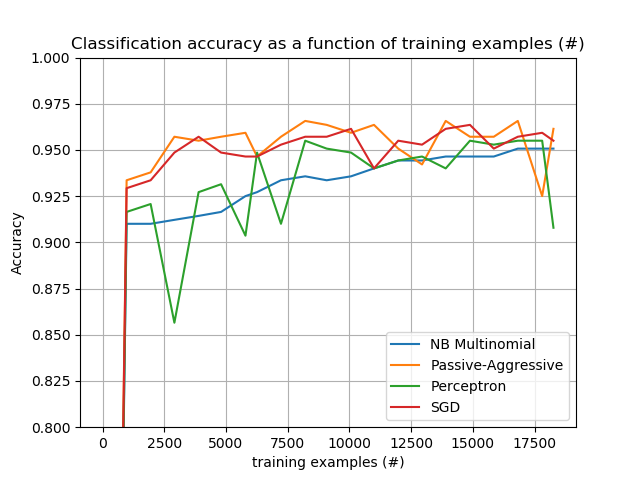 Classification accuracy as a function of training examples (#)
1.000
0.975
0.950
0.925
0.900
0.875
0.850
0.825
0.800
Accuracy
NB Multinomial
Passive-Aggressive
Perceptron
SGD
0 2500 5000 7500 10000 12500 15000 17500
training examples (#)